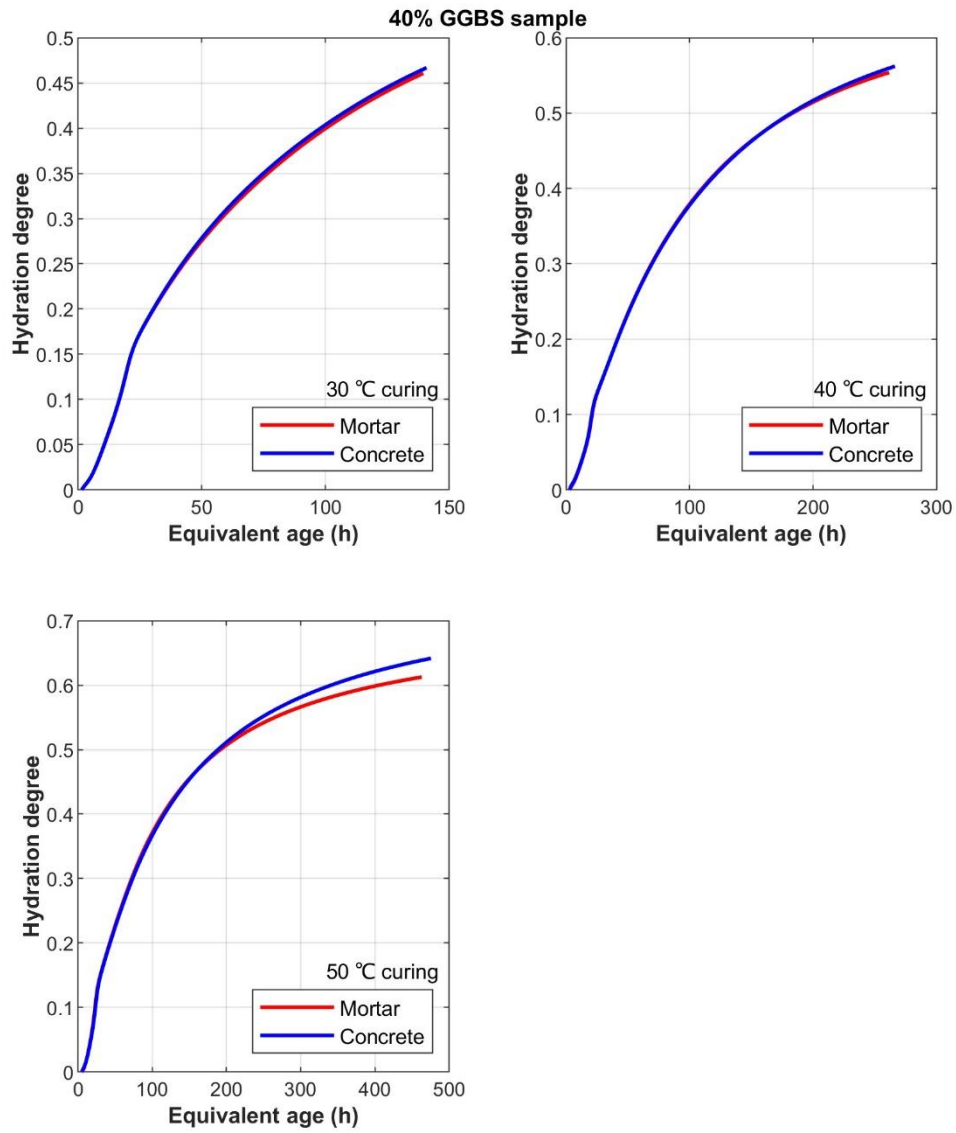 40% GGBS sample
Hydration degree
0.5
0.45
0.4
0.35
0.3
0.25
0.2
0.15
0.1
0.05
0
30 ℃ curing
Mortar
Concrete
0 50 100 150
Equivalent age (h)
Hydration degree
0.6
0.5
0.4
0.3
0.2
0.1
0
40 ℃ curing
Mortar
Concrete
0 100 200 300
Equivalent age (h)
Hydration degree
0.7
0.6
0.5
0.4
0.3
0.2
0.1
0
50 ℃ curing
Mortar
Concrete
0 100 200 300 400 500
Equivalent age (h)